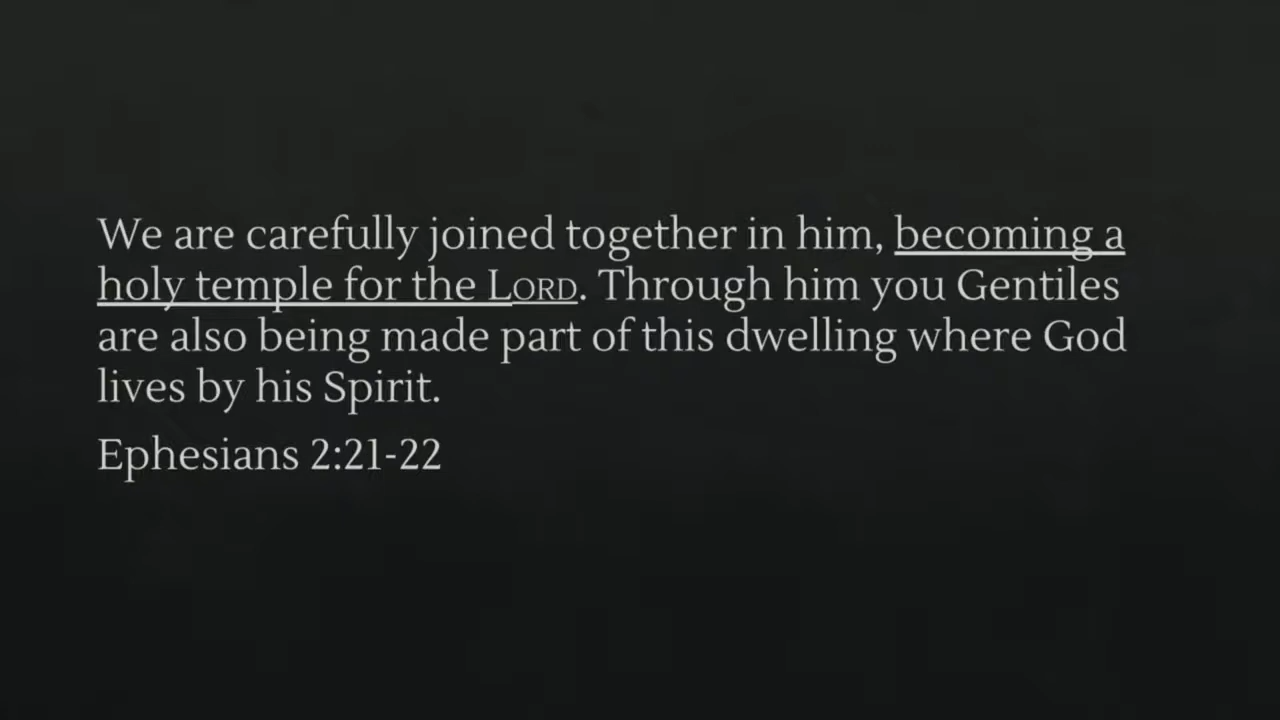 We are carefully joined together in him, becoming a
holy temple for the LORD. Through him you Gentiles
are also being made part of this dwelling where God
lives by his Spirit.
Ephesians 2:21-22